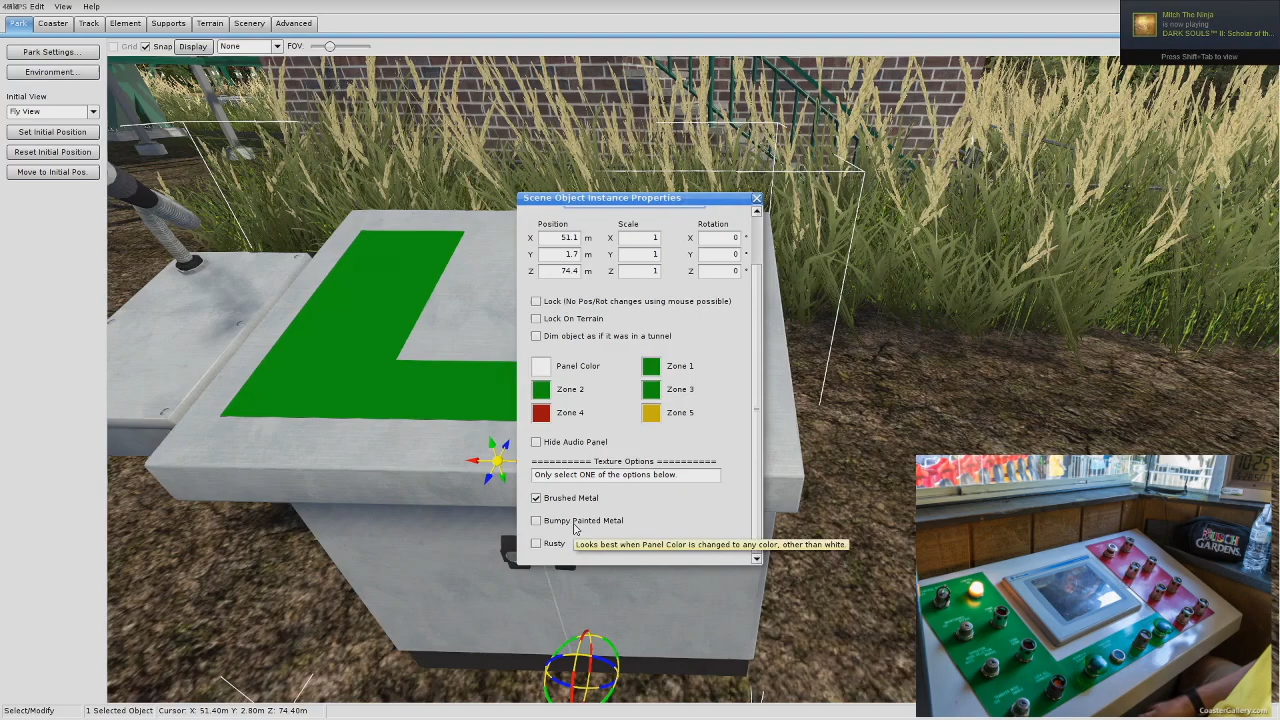 Edit View Help
Park Coaster Track Element Supports Terrain Scenery Advanced
Grid Snap Display None FOV:
Park Settings...
Environment...
Initial View
Fly View
Set Initial Position
Reset Initial Position
Move to Initial Pos.
Mitch The Ninja
is now playing
DARK SOULS™ II: Scholar of th...
Press Shift+Tab to view
Scene Object Instance Properties
Position Scale Rotation
X 51.1 m X 1 X 0 °
Y 1.7 m Y 1 Y 0 °
Z 74.4 m Z 1 Z 0 °
Lock (No Pos/Rot changes using mouse possible)
Lock On Terrain
Dim object as if it was in a tunnel
Panel Color Zone 1
Zone 2 Zone 3
Zone 4 Zone 5
Hide Audio Panel
========== Texture Options ==========
Only select ONE of the options below.
Brushed Metal
Bumpy Painted Metal
Rusty
Looks best when Panel Color is changed to any color, other than white.
BUSCH
GARDENS.
CoasterGallery.com
Select/Modify 1 Selected Object Cursor: X: 51.40m Y: 2.80m Z: 74.40m